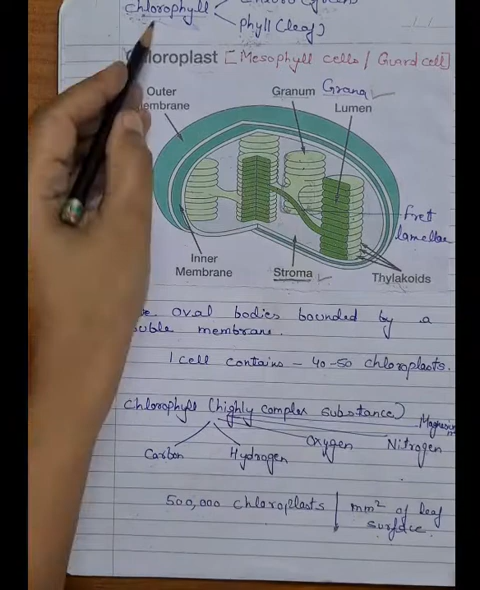 Chlorophyll
Phyll (leaf)
Chloroplast [Mesophyll cells / Guard cell]
Outer
Membrane
Granum Grana
Lumen
Fret
lamellae
Inner
Membrane
Stroma
Thylakoids
oval bodies bounded by a
double membrane.
1 cell contains - 40-50 chloroplasts.
Chlorophyll (highly complex substance)
Magnesium
Carbon Hydrogen Oxygen Nitrogen
500,000 chloroplasts / mm² of leaf
surface